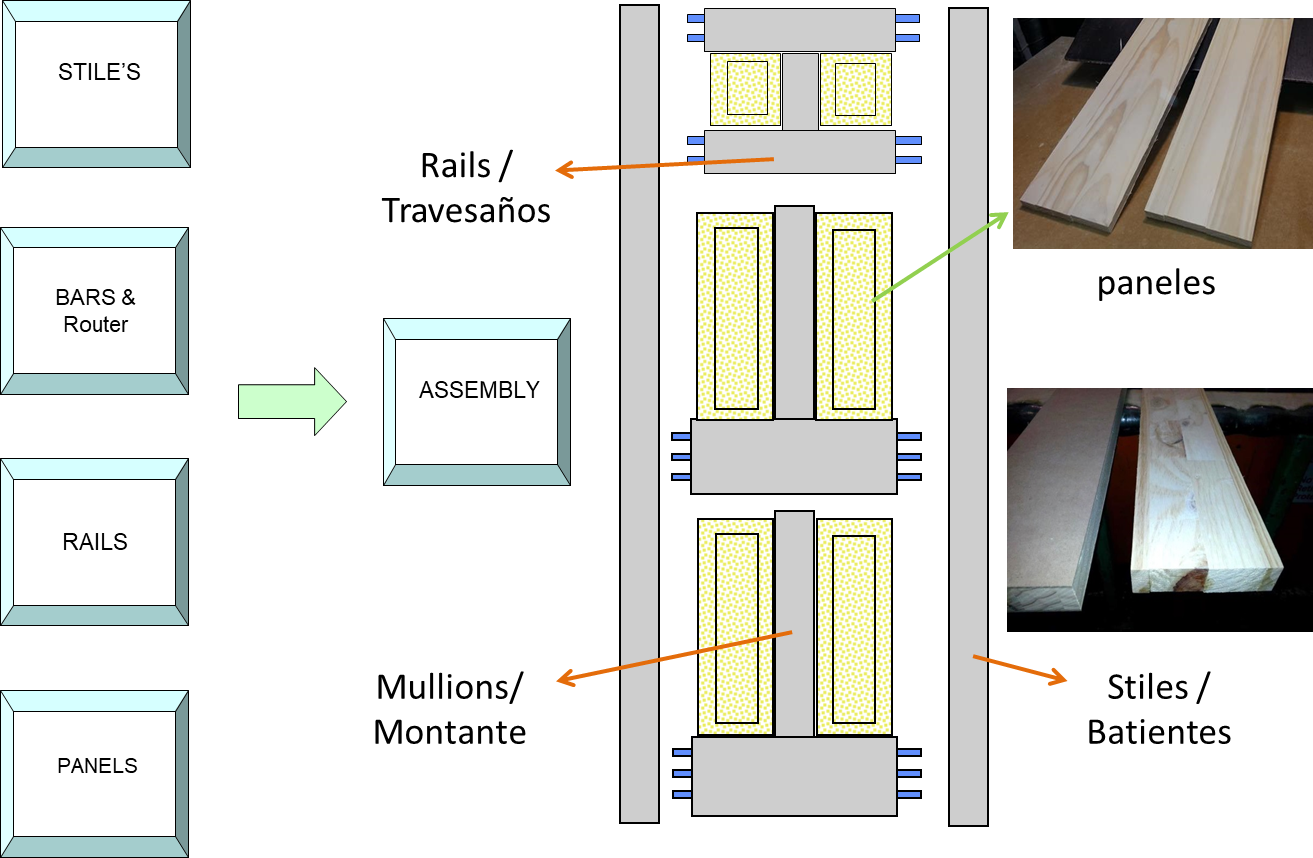 STILE’S
BARS &
Router
RAILS
PANELS
ASSEMBLY
Rails /
Travesaños
Mullions/
Montante
paneles
Stiles /
Batientes